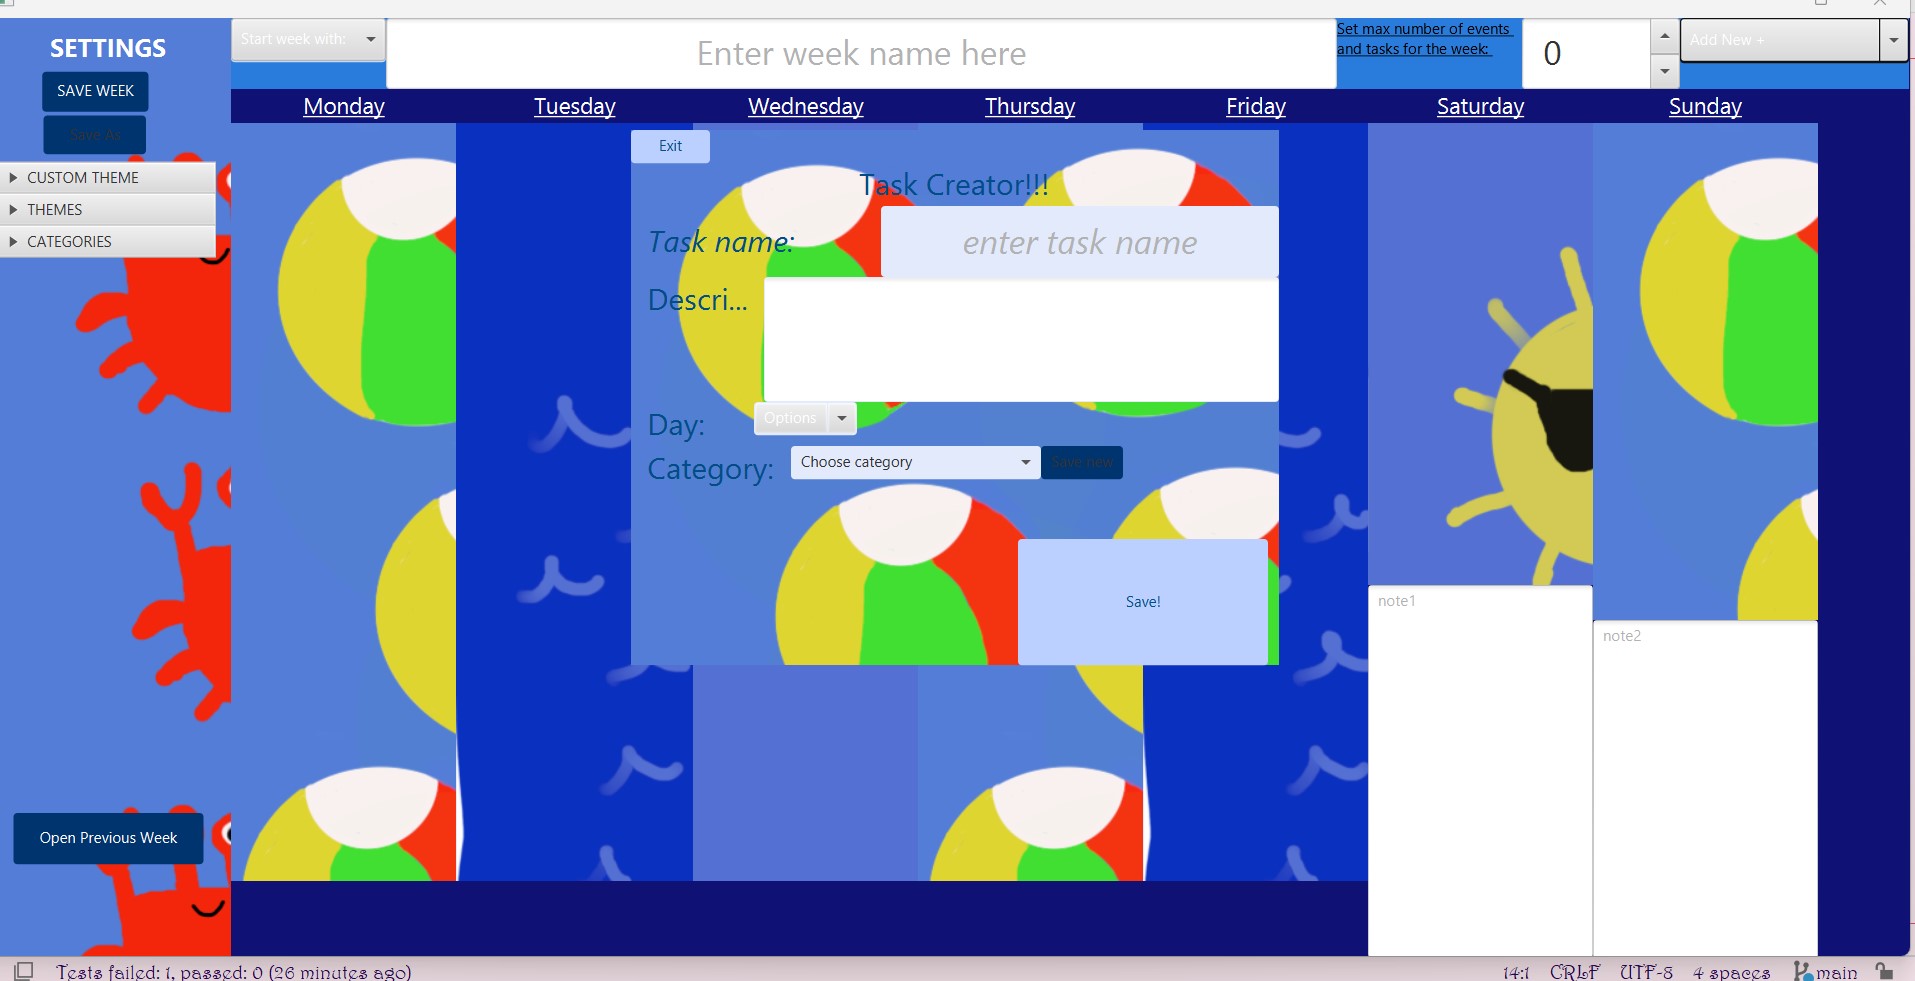 SETTINGS
SAVE WEEK
Save As
CUSTOM THEME
THEMES
CATEGORIES
Open Previous Week
Start week with:
Enter week name here
Set max number of events
and tasks for the week:
0
Add New +
Monday Tuesday Wednesday Thursday Friday Saturday Sunday
Exit
Task Creator!!!
Task name:
enter task name
Descri...
Day:
Options
Category:
Choose category
Save new
Save!
note1
note2
Tests failed: 1, passed: 0 (26 minutes ago)
14:1 CRLF UTF-8 4 spaces main